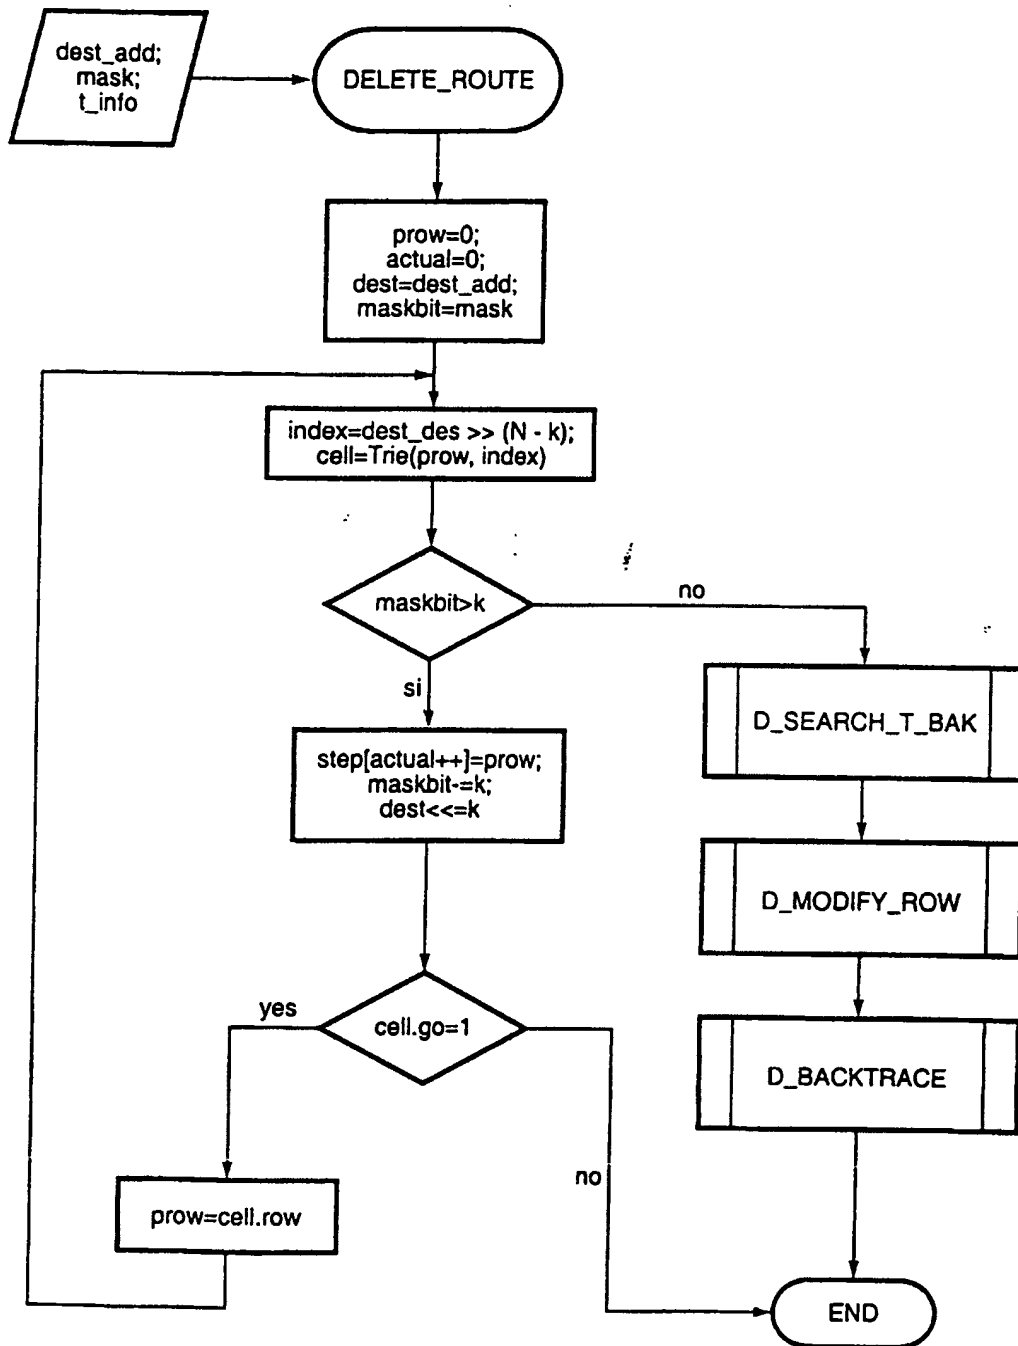 dest_add;
mask;
t_info
DELETE_ROUTE
prow=0;
actual=0;
dest=dest_add;
maskbit=mask
index=dest_des >> (N - k);
cell=Trie(prow, index)
maskbit>k
no
si
D_SEARCH_T_BAK
step[actual++]=prow;
maskbit-=k;
dest<<=k
D_MODIFY_ROW
yes
cell.go=1
D_BACKTRACE
no
prow=cell.row
END